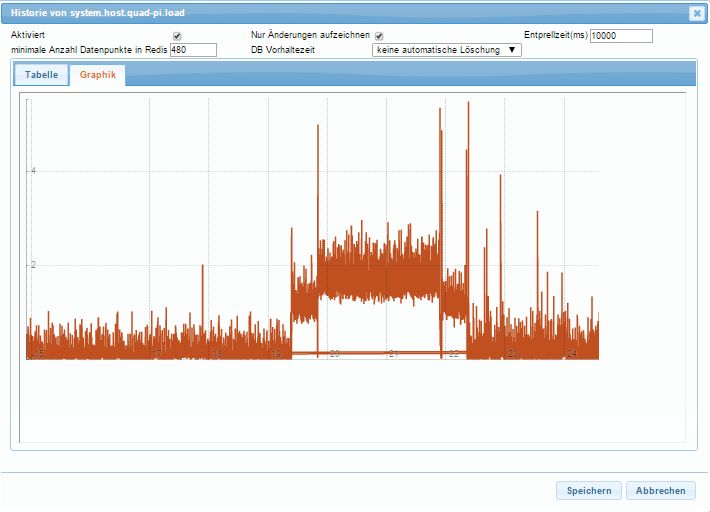 Historie von system.host.quad-pi.load
Aktiviert Nur Änderungen aufzeichnen Entprellzeit(ms) 10000
minimale Anzahl Datenpunkte in Redis 480 DB Vorhaltezeit keine automatische Löschung
Tabelle Graphik
4
2
16 17 18 19 20 21 22 23 24
Speichern Abbrechen